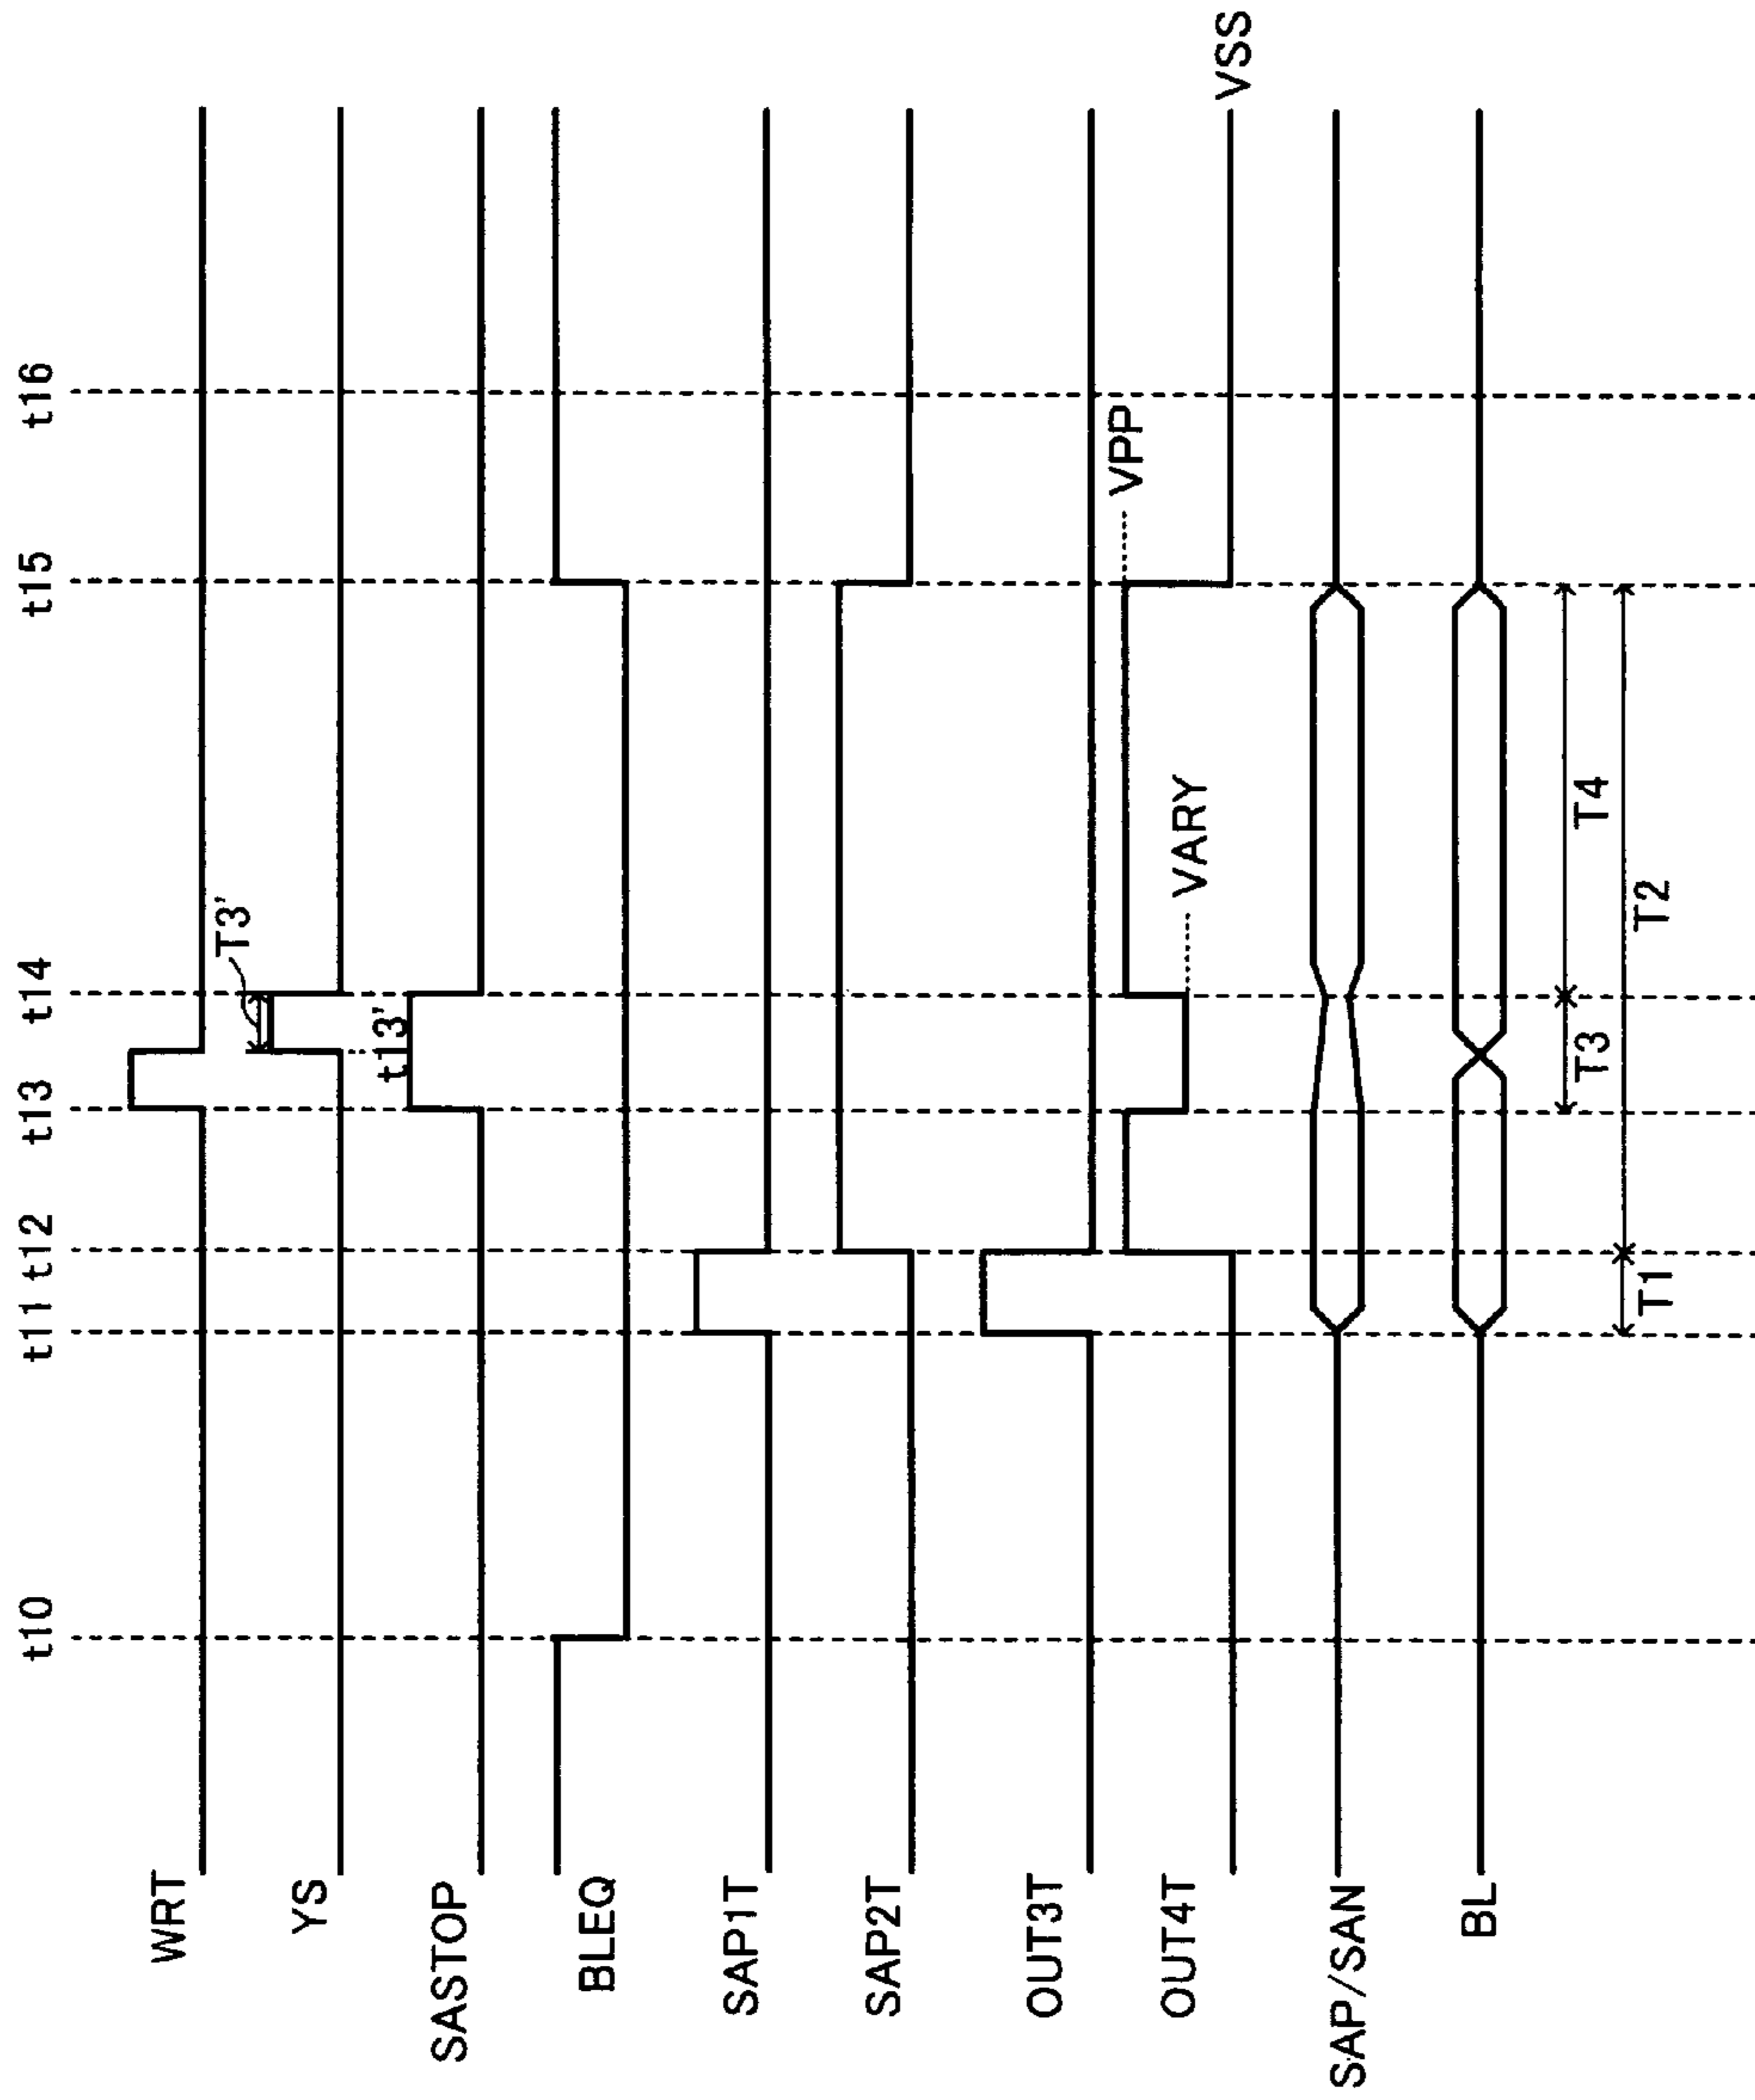 t10
t11
t12
t13
t14
t15
t16
WRT
YS
T3'
SASTOP
t13'
BLEQ
SAP1T
SAP2T
OUT3T
VPP
OUT4T
VARY
VSS
SAP/SAN
BL
T3
T4
T1
T2